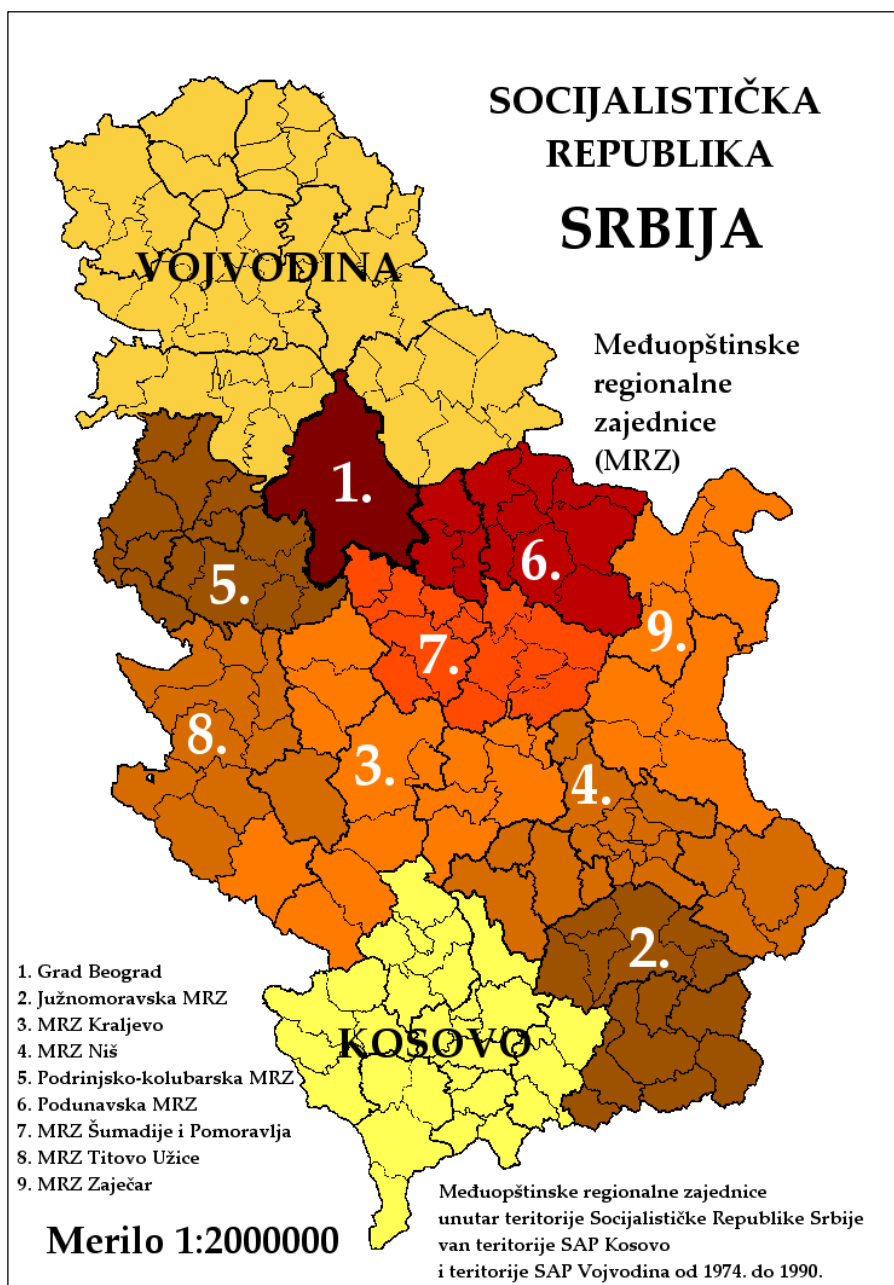 SOCIJALISTIČKA
REPUBLIKA
SRBIJA
VOJVODINA
Međuopštinske
regionalne
zajednice
(MRZ)
1.
6.
5.
9.
7.
8.
3.
4.
2.
KOSOVO
1. Grad Beograd
2. Južnomoravska MRZ
3. MRZ Kraljevo
4. MRZ Niš
5. Podrinjsko-kolubarska MRZ
6. Podunavska MRZ
7. MRZ Šumadije i Pomoravlja
8. MRZ Titovo Užice
9. MRZ Zaječar
Merilo 1:2000000
Međuopštinske regionalne zajednice
unutar teritorije Socijalističke Republike Srbije
van teritorije SAP Kosovo
i teritorije SAP Vojvodina od 1974. do 1990.